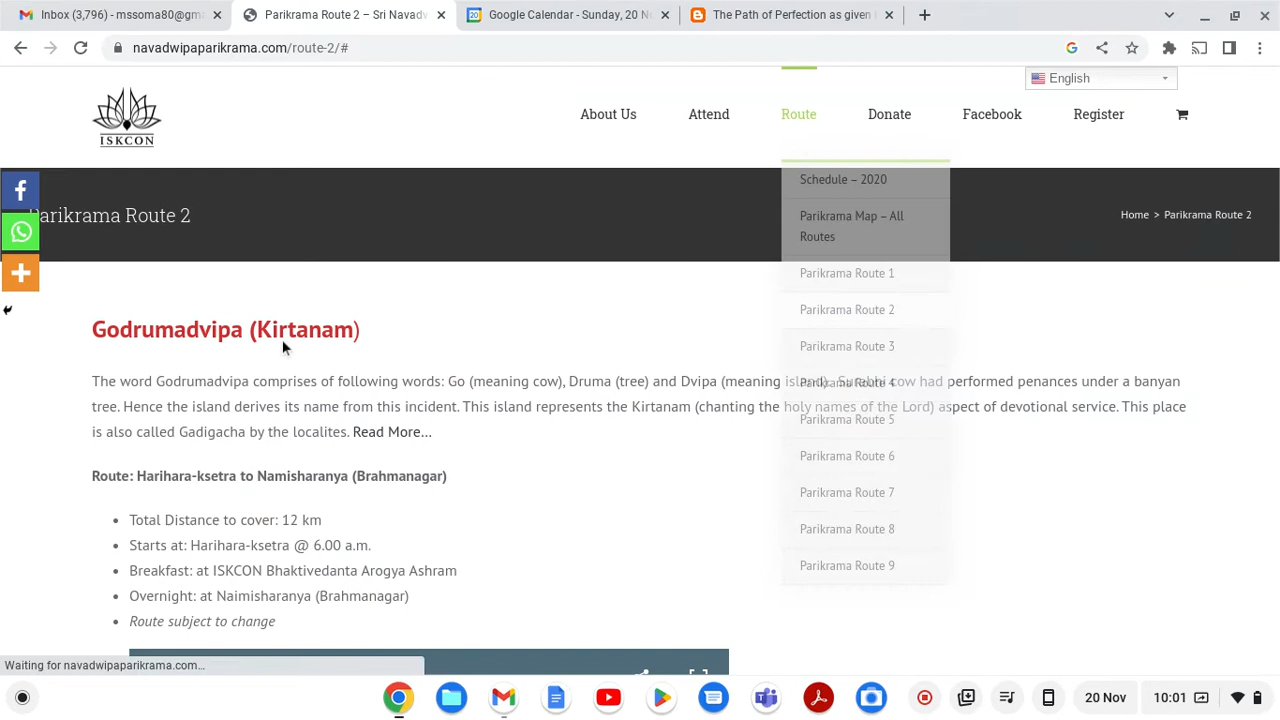 Inbox (3,796) - mssoma80@gma
Parikrama Route 2 – Sri Navadv
Google Calendar - Sunday, 20 N
The Path of Perfection as given
navadwipaparikrama.com/route-2/#
English
ISKCON
About Us
Attend
Route
Donate
Facebook
Register
Schedule – 2020
Parikrama Map – All
Routes
Parikrama Route 1
Parikrama Route 2
Parikrama Route 3
Parikrama Route 4
Parikrama Route 5
Parikrama Route 6
Parikrama Route 7
Parikrama Route 8
Parikrama Route 9
Parikrama Route 2
Home > Parikrama Route 2
Godrumadvipa (Kirtanam)
The word Godrumadvipa comprises of following words: Go (meaning cow), Druma (tree) and Dvipa (meaning island). Surabhi cow had performed penances under a banyan
tree. Hence the island derives its name from this incident. This island represents the Kirtanam (chanting the holy names of the Lord) aspect of devotional service. This place
is also called Gadigacha by the localites. Read More...
Route: Harihara-ksetra to Namisharanya (Brahmanagar)
• Total Distance to cover: 12 km
• Starts at: Harihara-ksetra @ 6.00 a.m.
• Breakfast: at ISKCON Bhaktivedanta Arogya Ashram
• Overnight: at Naimisharanya (Brahmanagar)
• Route subject to change
Waiting for navadwipaparikrama.com...
20 Nov
10:01